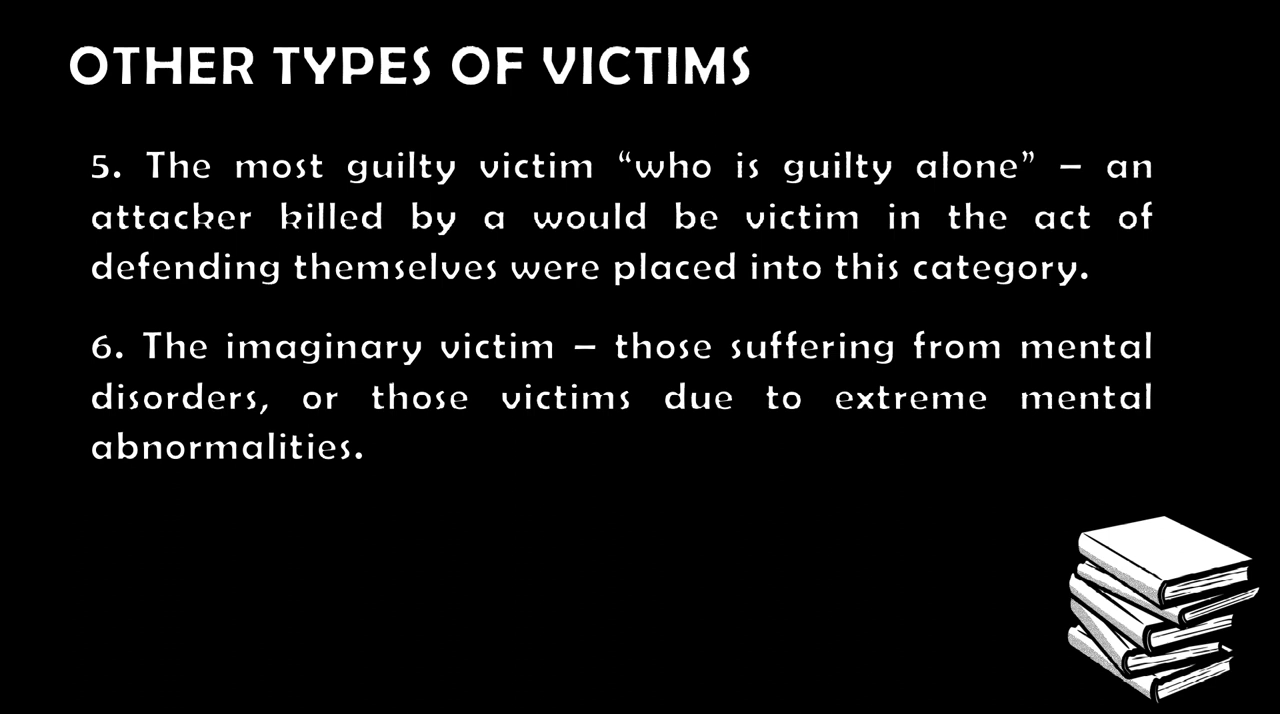 OTHER TYPES OF VICTIMS
5. The most guilty victim “who is guilty alone” – an
attacker killed by a would be victim in the act of
defending themselves were placed into this category.
6. The imaginary victim – those suffering from mental
disorders, or those victims due to extreme mental
abnormalities.